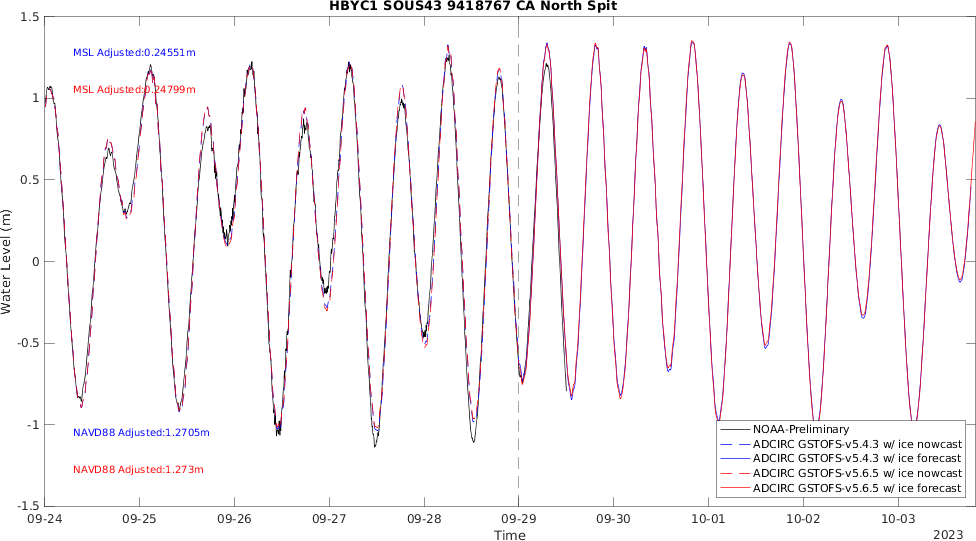 HBYC1 SOUS43 9418767 CA North Spit
MSL Adjusted:0.24551m
MSL Adjusted:0.24799m
NAVD88 Adjusted:1.2705m
NAVD88 Adjusted:1.273m
Water Level (m)
1.5
1
0.5
0
-0.5
-1
-1.5
NOAA-Preliminary
ADCIRC GSTOFS-v5.4.3 w/ ice nowcast
ADCIRC GSTOFS-v5.4.3 w/ ice forecast
ADCIRC GSTOFS-v5.6.5 w/ ice nowcast
ADCIRC GSTOFS-v5.6.5 w/ ice forecast
09-24 09-25 09-26 09-27 09-28 09-29 09-30 10-01 10-02 10-03
Time
2023